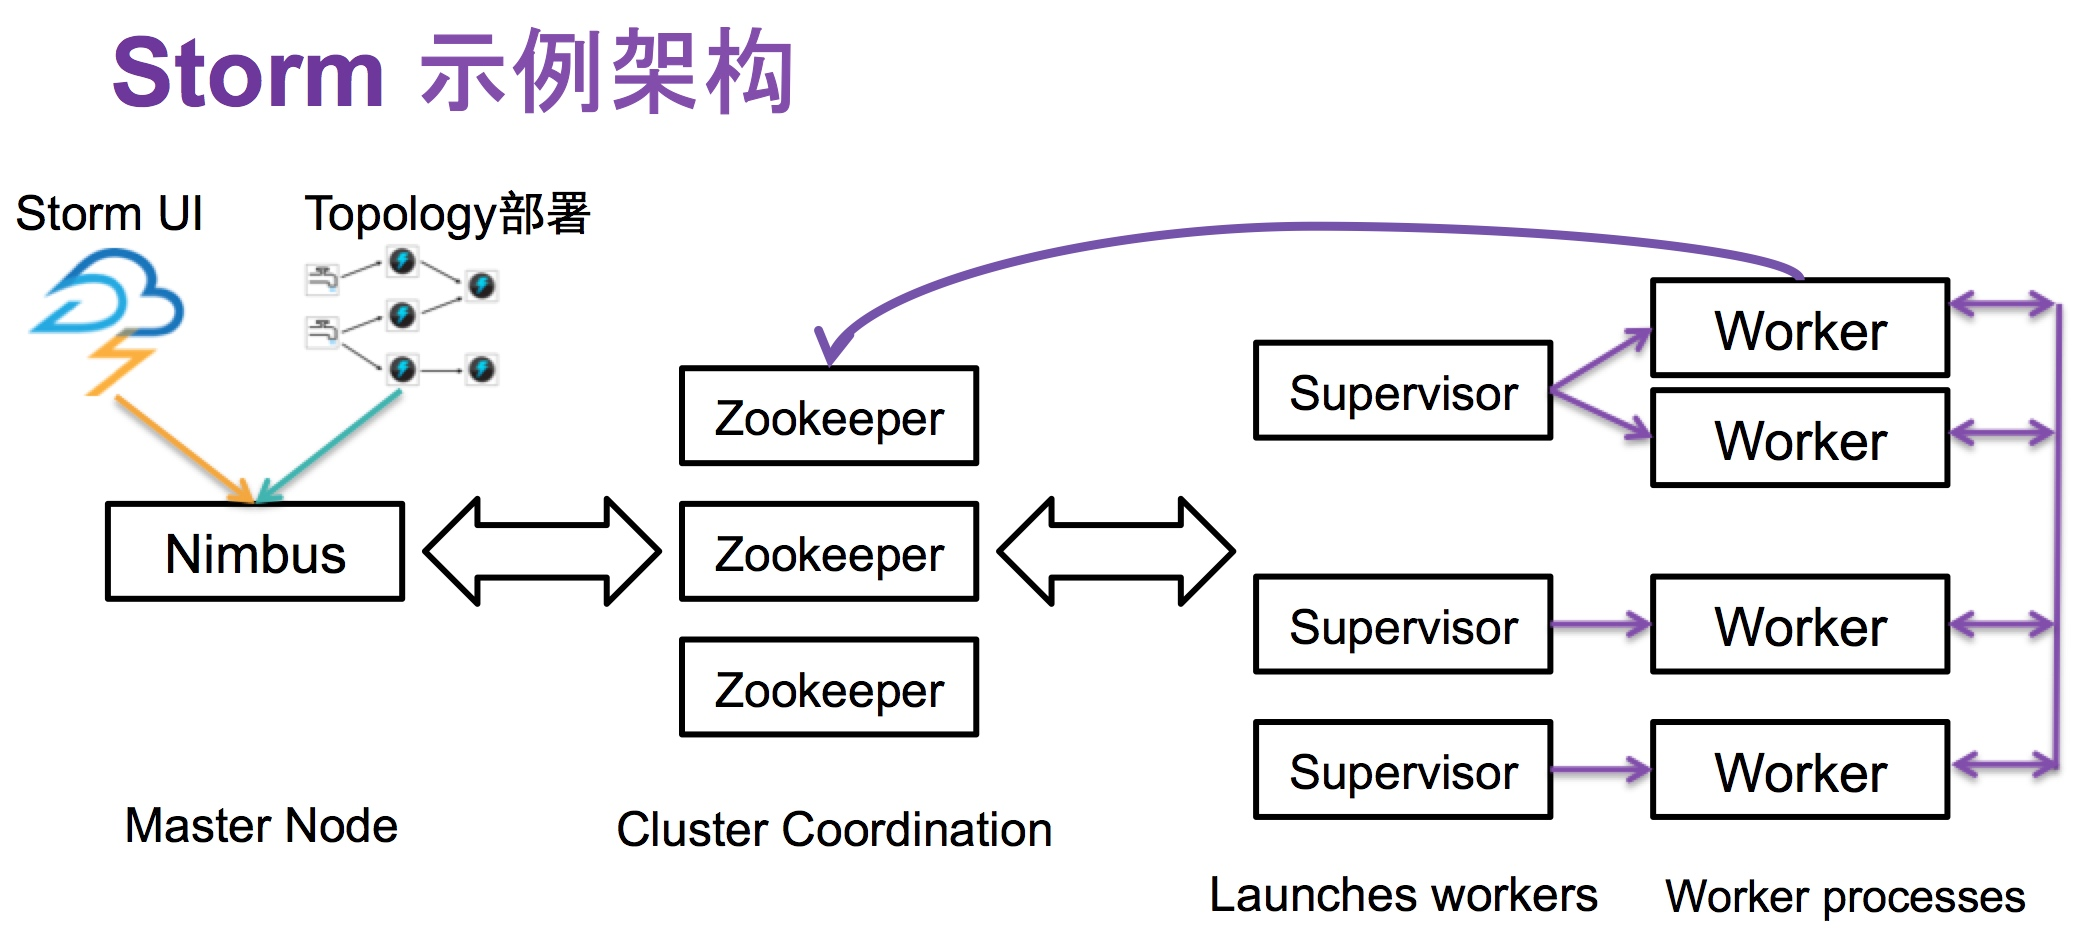 Storm 示例架构
Storm UI
Topology部署
Nimbus
Master Node
Zookeeper
Zookeeper
Zookeeper
Cluster Coordination
Supervisor
Supervisor
Supervisor
Launches workers
Worker
Worker
Worker
Worker
Worker processes